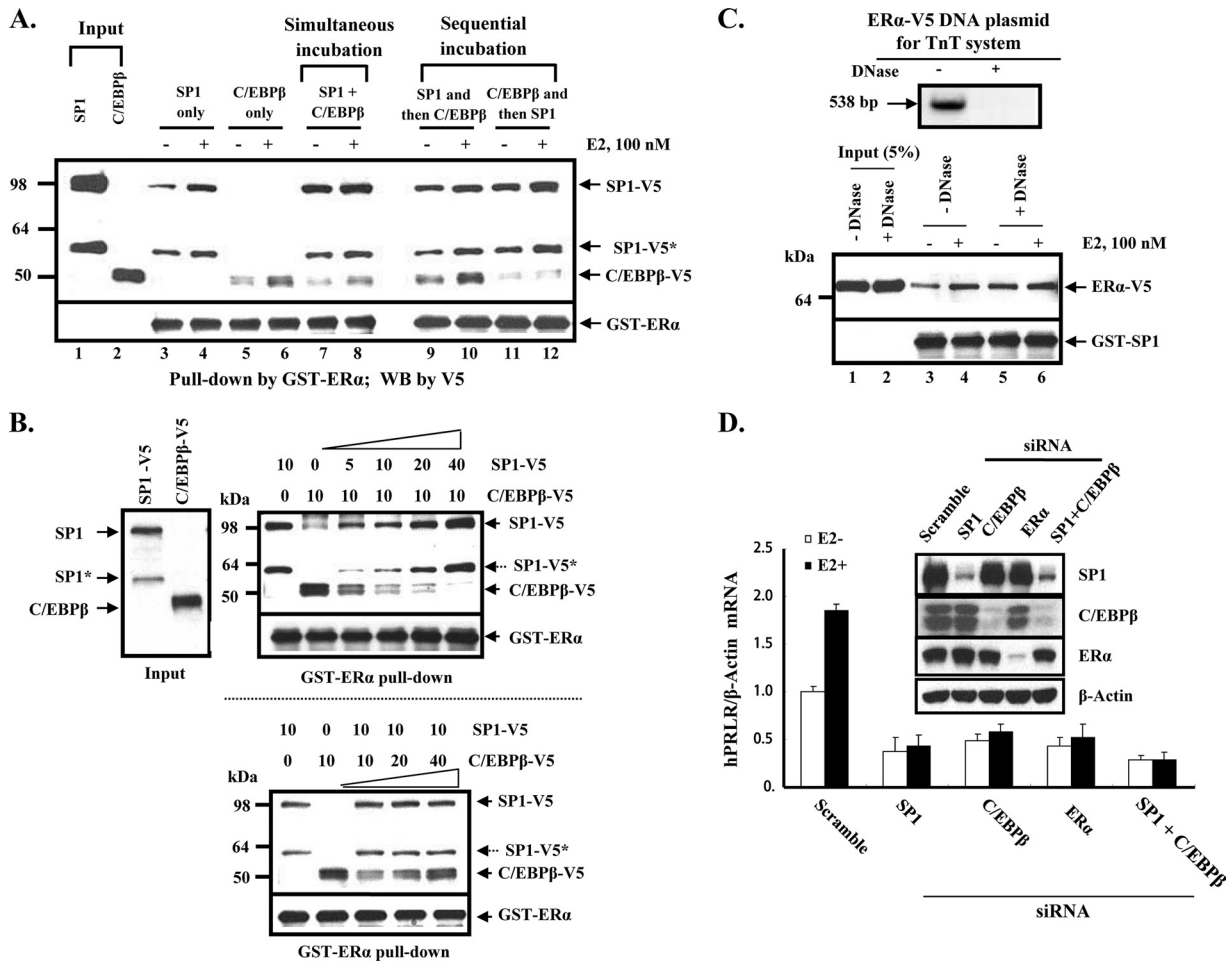 A.
Input
SP1
C/EBPβ
Simultaneous
incubation
Sequential
incubation
SP1
only
C/EBPβ
only
SP1 +
C/EBPβ
SP1 and
then C/EBPβ
C/EBPβ and
then SP1
- + - + - + - + - + E2, 100 nM
98
64
50
SP1-V5
SP1-V5*
C/EBPβ-V5
GST-ERα
1 2 3 4 5 6 7 8 9 10 11 12
Pull-down by GST-ERα; WB by V5
B.
SP1 -V5
C/EBPβ-V5
SP1
SP1*
C/EBPβ
Input
10 0 5 10 20 40 SP1-V5
0 10 10 10 10 10 C/EBPβ-V5
kDa
98
64
50
SP1-V5
SP1-V5*
C/EBPβ-V5
GST-ERα
GST-ERα pull-down
10 0 10 10 10 SP1-V5
0 10 10 20 40 C/EBPβ-V5
kDa
98
64
50
SP1-V5
SP1-V5*
C/EBPβ-V5
GST-ERα
GST-ERα pull-down
C.
ERα-V5 DNA plasmid
for TnT system
DNase - +
538 bp
Input (5%)
- DNase
+ DNase
- DNase
+ DNase
- + - + E2, 100 nM
kDa
64
ERα-V5
GST-SP1
1 2 3 4 5 6
D.
siRNA
Scramble
SP1
C/EBPβ
ERα
SP1+C/EBPβ
SP1
C/EBPβ
ERα
β-Actin
E2-
E2+
hPRLR/β-Actin mRNA
2.5
2.0
1.5
1.0
0.5
0.
Scramble
SP1
C/EBPβ
ERα
SP1 + C/EBPβ
siRNA